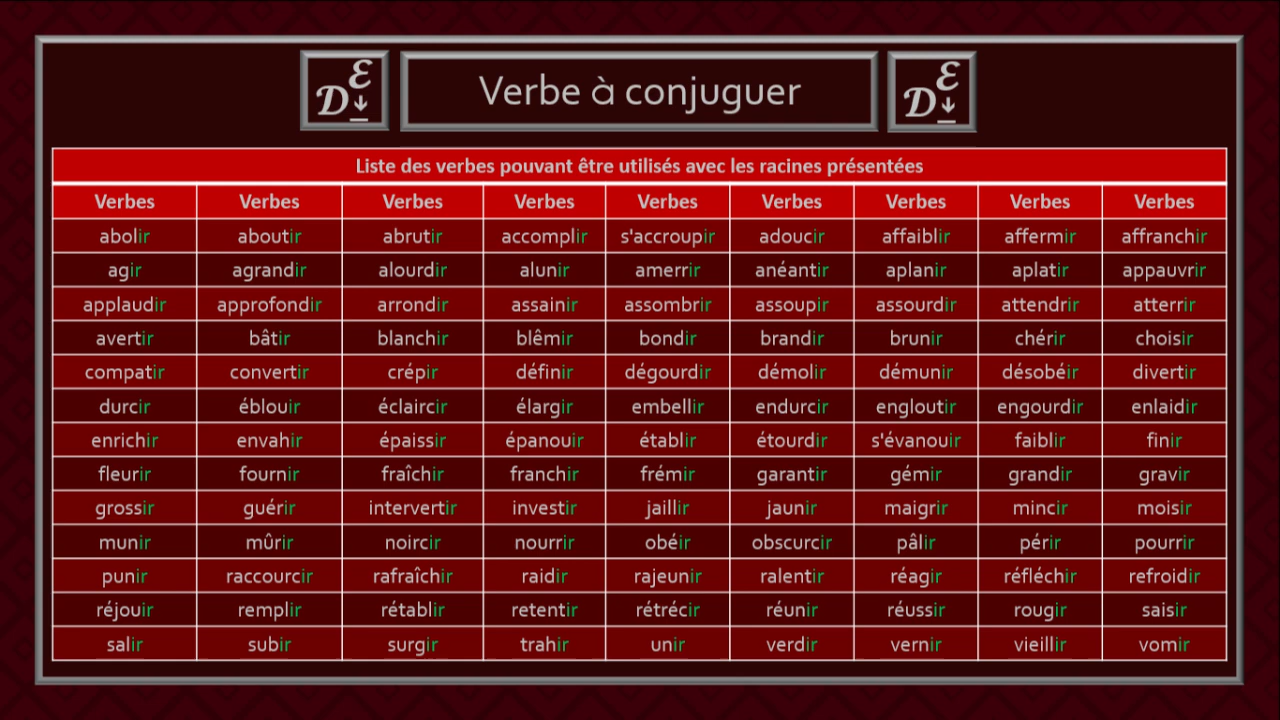 Verbe à conjuguer
Liste des verbes pouvant être utilisés avec les racines présentées
Verbes Verbes Verbes Verbes Verbes Verbes Verbes Verbes Verbes
abolir aboutir abrutir accomplir s'accroupir adoucir affaiblir affermir affranchir
agir agrandir alourdir alunir amerrir anéantir aplanir aplatir appauvrir
applaudir approfondir arrondir assainir assombrir assoupir assourdir attendrir atterrir
avertir bâtir blanchir blêmir bondir brandir brunir chérir choisir
compatir convertir crépir définir dégourdir démolir démunir désobéir divertir
durcir éblouir éclaircir élargir embellir endurcir engloutir engourdir enlaidir
enrichir envahir épaissir épanouir établir étourdir s'évanouir faiblir finir
fleurir fournir fraîchir franchir frémir garantir gémir grandir gravir
grossir guérir intervertir investir jaillir jaunir maigrir mincir moisir
munir mûrir noircir nourrir obéir obscurcir pâlir périr pourrir
punir raccourcir rafraîchir raidir rajeunir ralentir réagir réfléchir refroidir
réjouir remplir rétablir retentir rétrécir réunir réussir rougir saisir
salir subir surgir trahir unir verdir vernir vieillir vomir